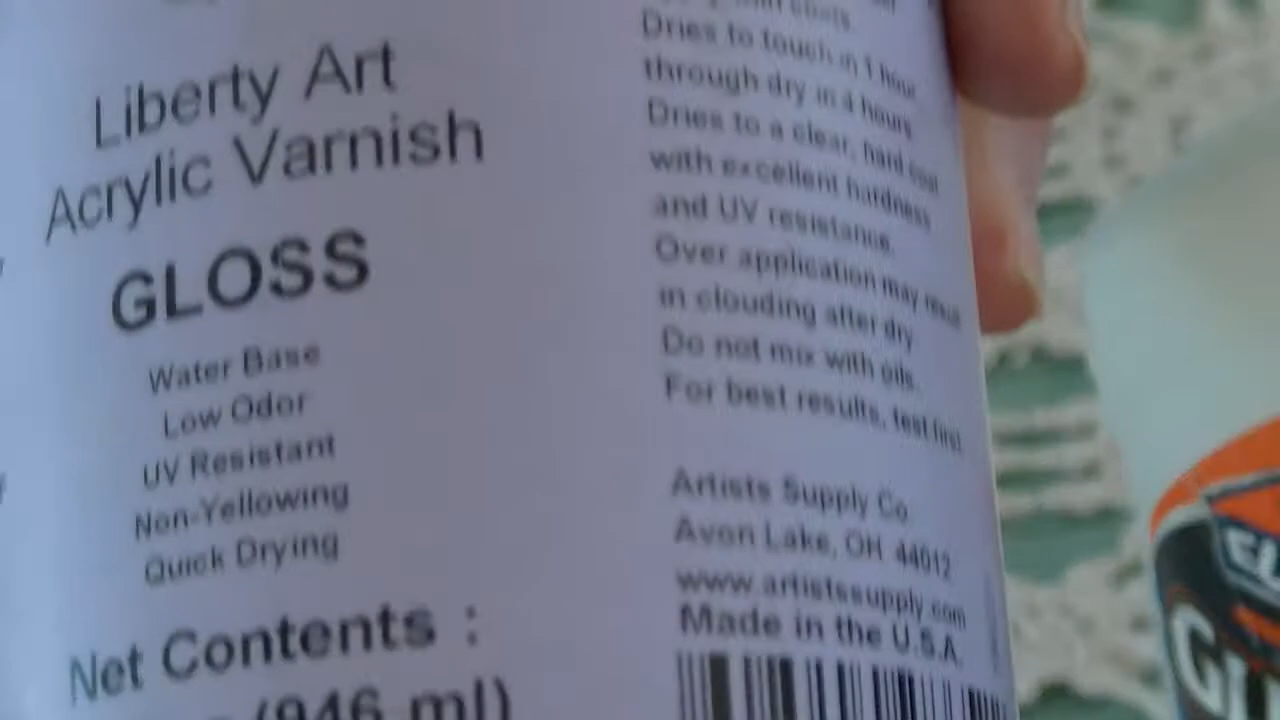 Liberty Art
Acrylic Varnish
GLOSS
Water Base
Low Odor
UV Resistant
Non-Yellowing
Quick Drying
Net Contents :
(946 ml)
coats.
Dries to touch in 1 hour
through dry in 4 hours
Dries to a clear, hard coat
with excellent hardness
and UV resistance.
Over application may result
in clouding after dry
Do not mix with oils.
For best results, test first.
Artists Supply Co.
Avon Lake, OH 44012
www.artistssupply.com
Made in the U.S.A.